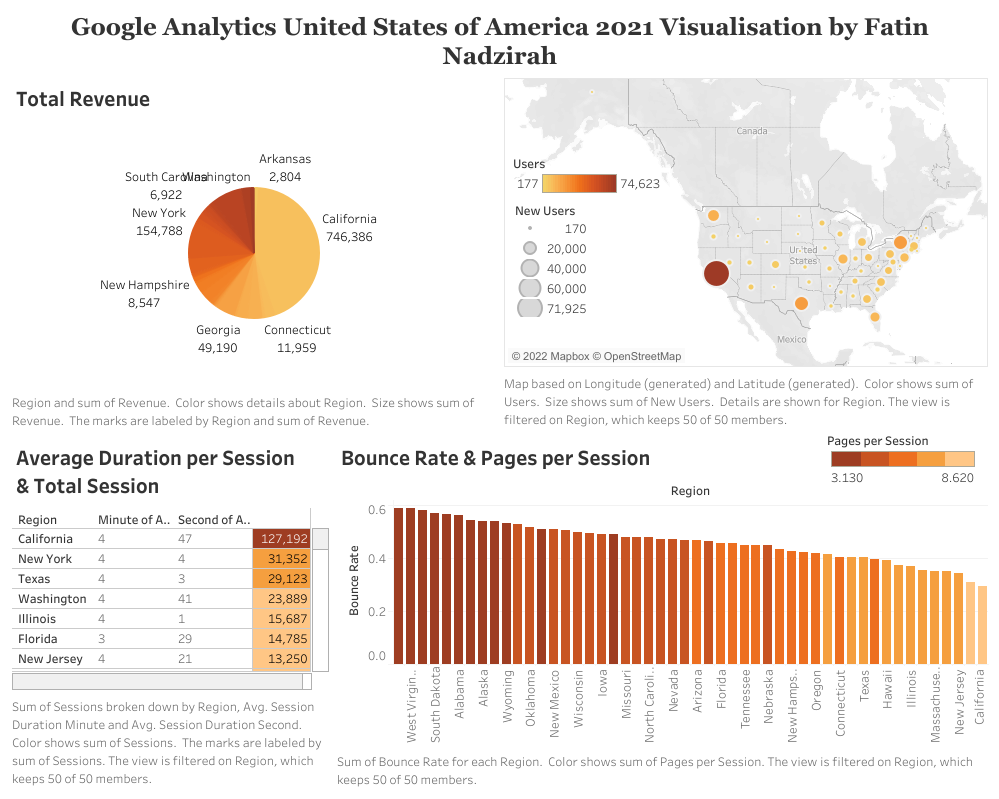 Google Analytics United States of America 2021 Visualisation by Fatin
Nadzirah
Total Revenue
Arkansas
2,804
South Carolina
6,922
Washington
New York
154,788
California
746,386
New Hampshire
8,547
Georgia
49,190
Connecticut
11,959
Region and sum of Revenue. Color shows details about Region. Size shows sum of
Revenue. The marks are labeled by Region and sum of Revenue.
Users
177
74,623
New Users
170
20,000
40,000
60,000
71,925
Canada
United
States
Mexico
© 2022 Mapbox © OpenStreetMap
Map based on Longitude (generated) and Latitude (generated). Color shows sum of
Users. Size shows sum of New Users. Details are shown for Region. The view is
filtered on Region, which keeps 50 of 50 members.
Average Duration per Session
& Total Session
Region Minute of A.. Second of A..
California 4 47 127,192
New York 4 4 31,352
Texas 4 3 29,123
Washington 4 41 23,889
Illinois 4 1 15,687
Florida 3 29 14,785
New Jersey 4 21 13,250
Sum of Sessions broken down by Region, Avg. Session
Duration Minute and Avg. Session Duration Second.
Color shows sum of Sessions. The marks are labeled by
sum of Sessions. The view is filtered on Region, which
keeps 50 of 50 members.
Bounce Rate & Pages per Session
Pages per Session
3.130 8.620
Region
Bounce Rate
0.6
0.4
0.2
0.0
West Virgin..
South Dakota
Alabama
Alaska
Wyoming
Oklahoma
New Mexico
Wisconsin
Iowa
Missouri
North Caroli..
Nevada
Arizona
Florida
Tennessee
Nebraska
New Hamps..
Oregon
Connecticut
Texas
Hawaii
Illinois
Massachuse..
New Jersey
California
Sum of Bounce Rate for each Region. Color shows sum of Pages per Session. The view is filtered on Region, which
keeps 50 of 50 members.